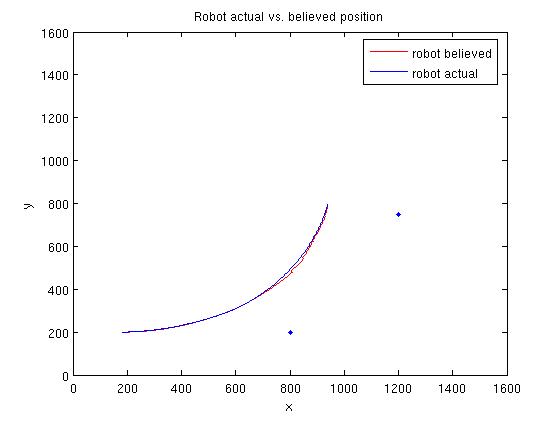 Robot actual vs. believed position
1600
1400
1200
1000
800
600
400
200
0
y
robot believed
robot actual
0 200 400 600 800 1000 1200 1400 1600
x